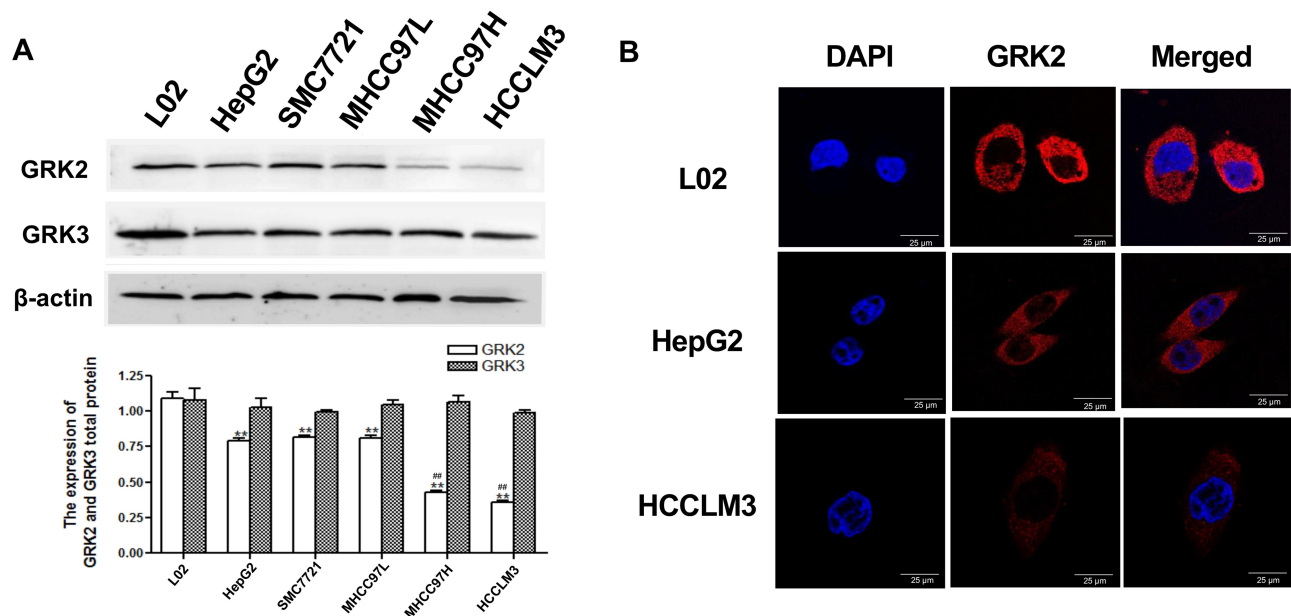 A
L02
HepG2
SMC7721
MHCC97L
MHCC97H
HCCLM3
GRK2
GRK3
β-actin
GRK2
GRK3
The expression of
GRK2 and GRK3 total protein
1.25
1.00
0.75
0.50
0.25
0.00
**
**
**
##
**
##
**
L02
HepG2
SMC7721
MHCC97L
MHCC97H
HCCLM3
B
DAPI
GRK2
Merged
L02
25 µm
25 µm
25 µm
HepG2
25 µm
25 µm
25 µm
HCCLM3
25 µm
25 µm
25 µm